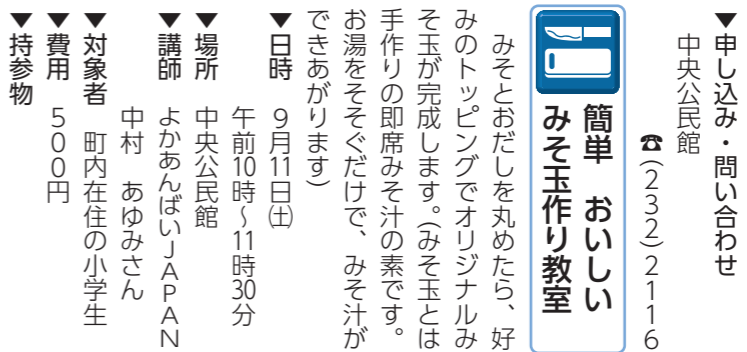 ▼申し込み・問い合わせ
中央公民館
☎(232)2116
簡単 おいしい
みそ玉作り教室
みそとおだしを丸めたら、好
みのトッピングでオリジナルみ
そ玉が完成します。(みそ玉とは
手作りの即席みそ汁の素です。
お湯をそそぐだけで、みそ汁が
できあがります)
▼日時 9月11日㈯
午前10時～11時30分
▼場所 中央公民館
▼講師 よかあんばいJAPAN
中村 あゆみさん
▼対象者 町内在住の小学生
▼費用 500円
▼持参物